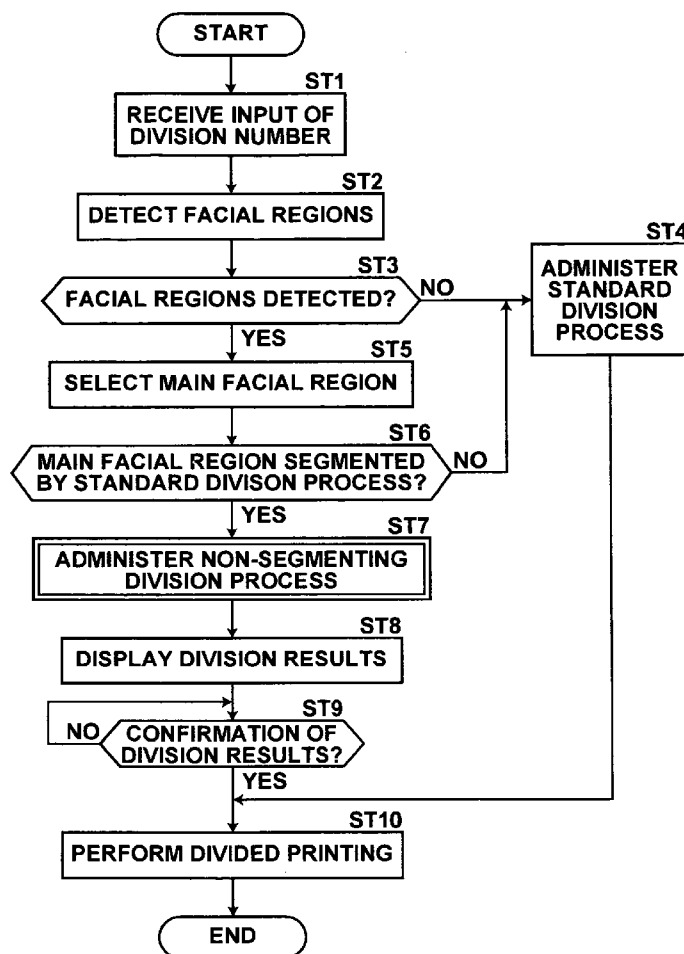 START
ST1
RECEIVE INPUT OF
DIVISION NUMBER
ST2
DETECT FACIAL REGIONS
ST3
FACIAL REGIONS DETECTED?
NO
YES
ST4
ADMINISTER
STANDARD
DIVISION
PROCESS
ST5
SELECT MAIN FACIAL REGION
ST6
MAIN FACIAL REGION SEGMENTED
BY STANDARD DIVISON PROCESS?
NO
YES
ST7
ADMINISTER NON-SEGMENTING
DIVISION PROCESS
ST8
DISPLAY DIVISION RESULTS
ST9
NO
CONFIRMATION OF
DIVISION RESULTS?
YES
ST10
PERFORM DIVIDED PRINTING
END